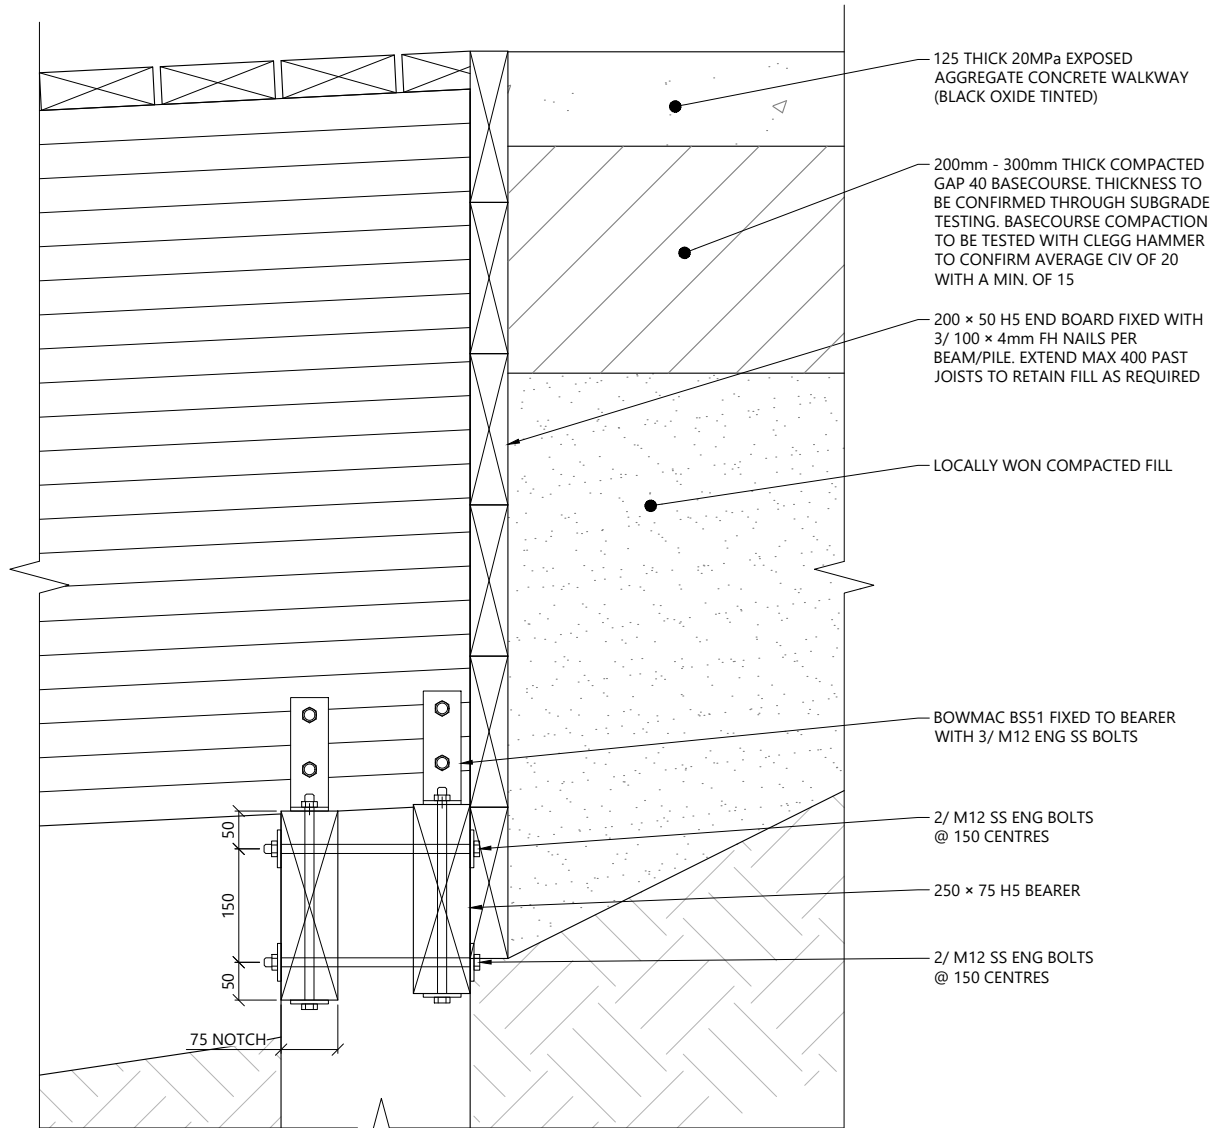 125 THICK 20MPa EXPOSED
AGGREGATE CONCRETE WALKWAY
(BLACK OXIDE TINTED)
200mm - 300mm THICK COMPACTED
GAP 40 BASECOURSE. THICKNESS TO
BE CONFIRMED THROUGH SUBGRADE
TESTING. BASECOURSE COMPACTION
TO BE TESTED WITH CLEGG HAMMER
TO CONFIRM AVERAGE CIV OF 20
WITH A MIN. OF 15
200 × 50 H5 END BOARD FIXED WITH
3/ 100 × 4mm FH NAILS PER
BEAM/PILE. EXTEND MAX 400 PAST
JOISTS TO RETAIN FILL AS REQUIRED
LOCALLY WON COMPACTED FILL
BOWMAC BS51 FIXED TO BEARER
WITH 3/ M12 ENG SS BOLTS
2/ M12 SS ENG BOLTS
@ 150 CENTRES
250 × 75 H5 BEARER
2/ M12 SS ENG BOLTS
@ 150 CENTRES
50
150
50
75 NOTCH